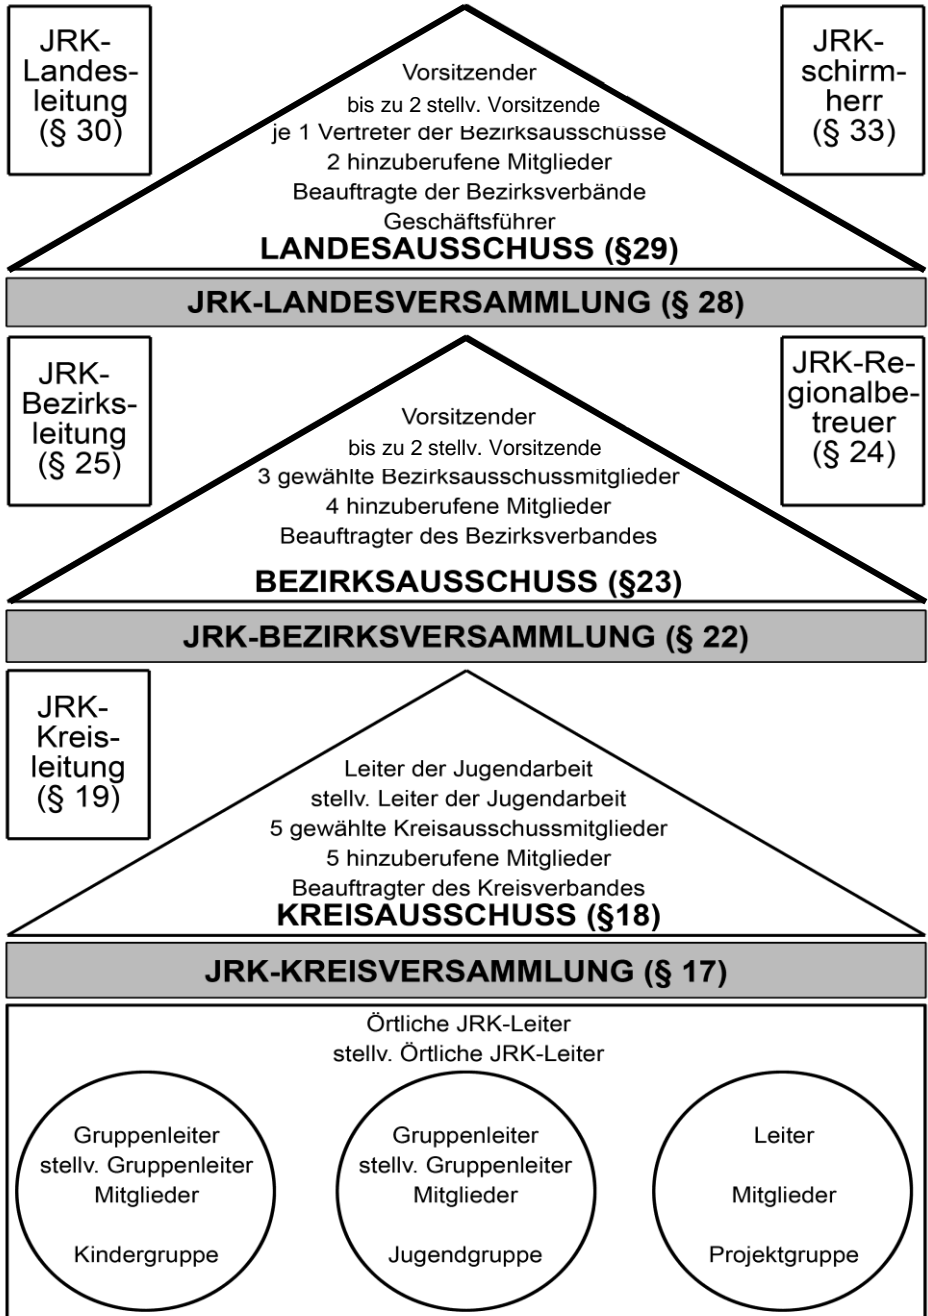 JRK-
Landes-
leitung
(§ 30)
JRK-
schirm-
herr
(§ 33)
Vorsitzender
bis zu 2 stellv. Vorsitzende
je 1 Vertreter der Bezirksausschüsse
2 hinzuberufene Mitglieder
Beauftragte der Bezirksverbände
Geschäftsführer
LANDESAUSSCHUSS (§29)
JRK-LANDESVERSAMMLUNG (§ 28)
JRK-
Bezirks-
leitung
(§ 25)
JRK-Re-
gionalbe-
treuer
(§ 24)
Vorsitzender
bis zu 2 stellv. Vorsitzende
3 gewählte Bezirksausschussmitglieder
4 hinzuberufene Mitglieder
Beauftragter des Bezirksverbandes
BEZIRKSAUSSCHUSS (§23)
JRK-BEZIRKSVERSAMMLUNG (§ 22)
JRK-
Kreis-
leitung
(§ 19)
Leiter der Jugendarbeit
stellv. Leiter der Jugendarbeit
5 gewählte Kreisausschussmitglieder
5 hinzuberufene Mitglieder
Beauftragter des Kreisverbandes
KREISAUSSCHUSS (§18)
JRK-KREISVERSAMMLUNG (§ 17)
Örtliche JRK-Leiter
stellv. Örtliche JRK-Leiter
Gruppenleiter
stellv. Gruppenleiter
Mitglieder
Kindergruppe
Gruppenleiter
stellv. Gruppenleiter
Mitglieder
Jugendgruppe
Leiter
Mitglieder
Projektgruppe